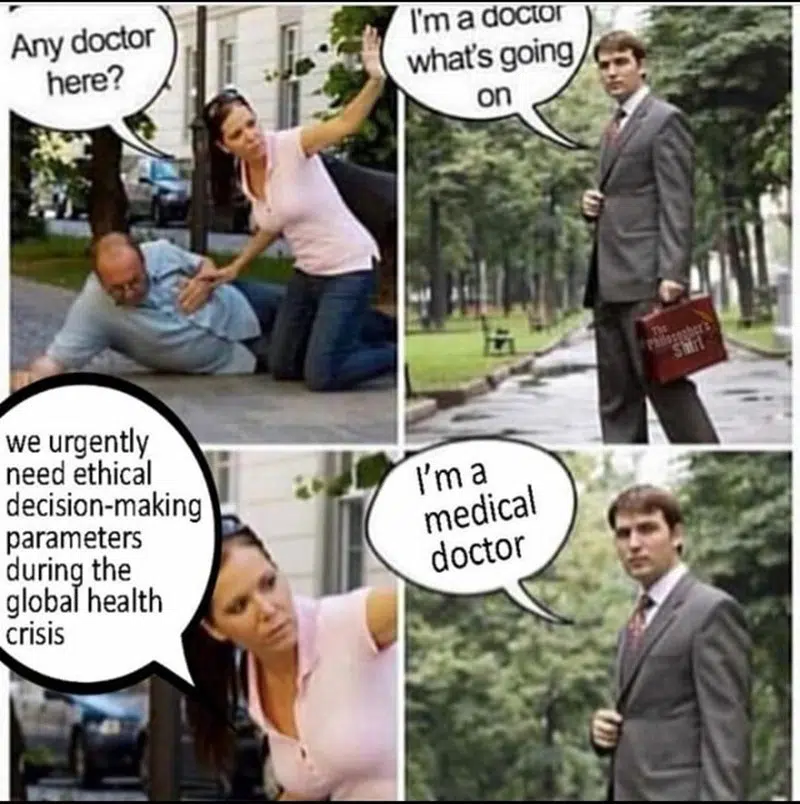 Any doctor
here?
I'm a doctor
what's going
on
The
Philosopher's
Shirt
we urgently
need ethical
decision-making
parameters
during the
global health
crisis
I'm a
medical
doctor